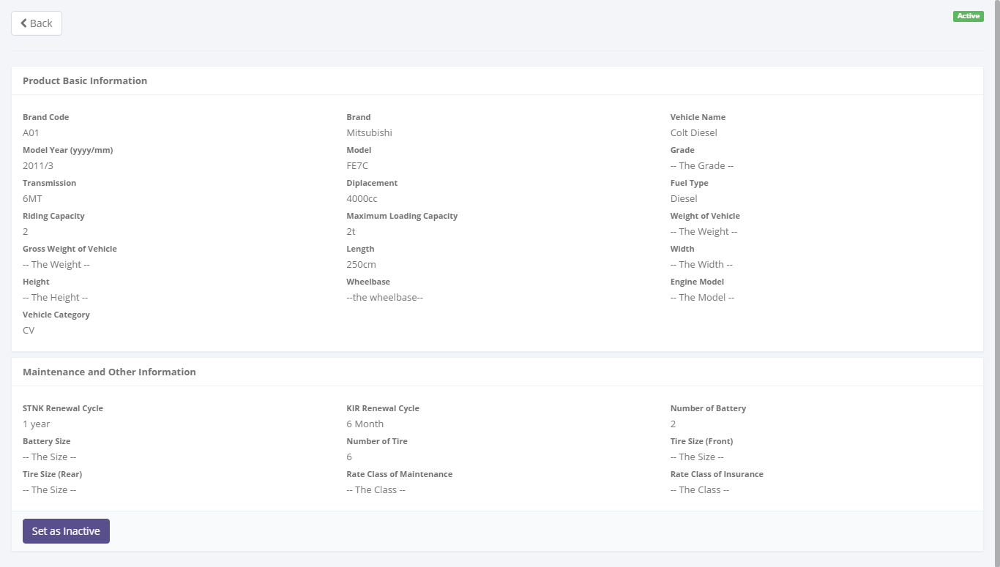 Back
Active
Product Basic Information
Brand Code Brand Vehicle Name
A01 Mitsubishi Colt Diesel
Model Year (yyyy/mm) Model Grade
2011/3 FE7C -- The Grade --
Transmission Diplacement Fuel Type
6MT 4000cc Diesel
Riding Capacity Maximum Loading Capacity Weight of Vehicle
2 2t -- The Weight --
Gross Weight of Vehicle Length Width
-- The Weight -- 250cm -- The Width --
Height Wheelbase Engine Model
-- The Height -- --the wheelbase-- -- The Model --
Vehicle Category
CV
Maintenance and Other Information
STNK Renewal Cycle KIR Renewal Cycle Number of Battery
1 year 6 Month 2
Battery Size Number of Tire Tire Size (Front)
-- The Size -- 6 -- The Size --
Tire Size (Rear) Rate Class of Maintenance Rate Class of Insurance
-- The Size -- -- The Class -- -- The Class --
Set as Inactive